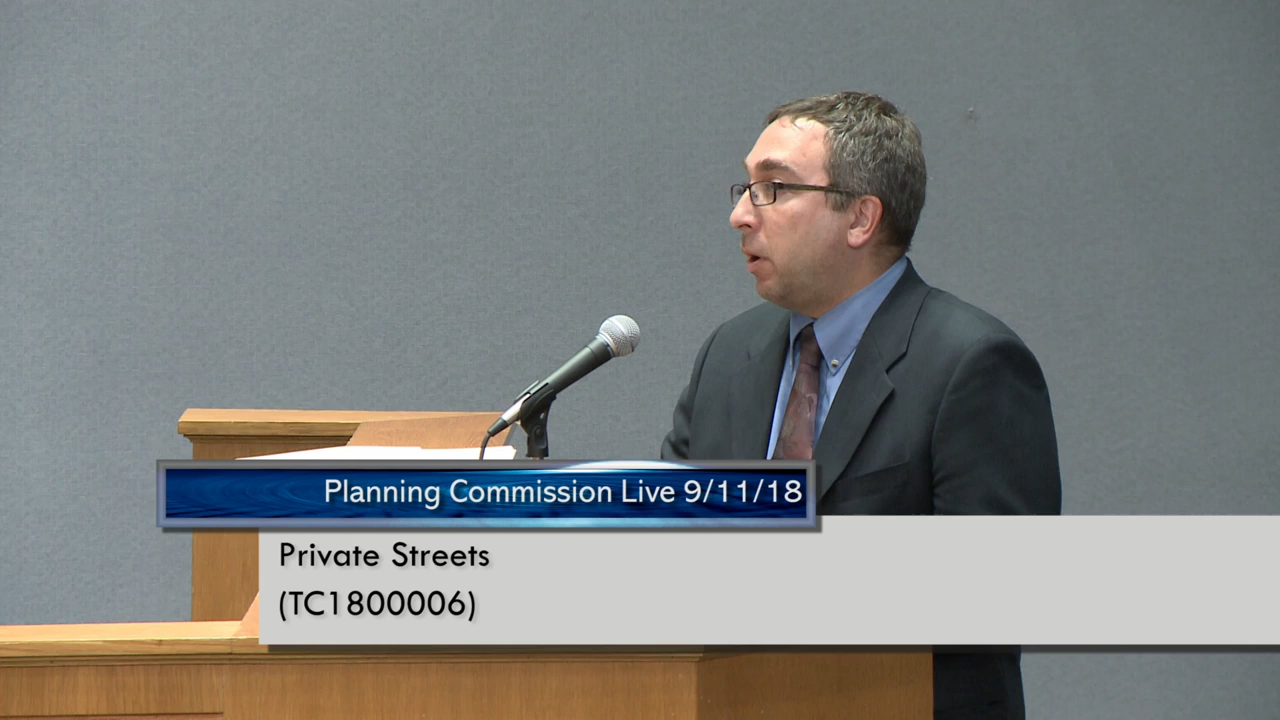 Planning Commission Live 9/11/18
Private Streets
(TC1800006)